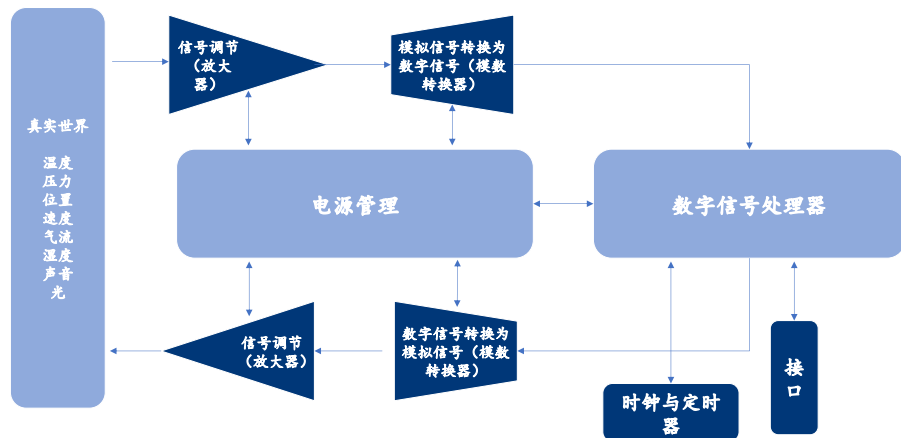 真实世界
湿度
压力
位置
速度
气流
湿度
声音
光
信号调节
（放大
器）
模拟信号转换为
数字信号（模数
转换器）
电源管理
数字信号处理器
信号调节
（放大器）
数字信号转换为
模拟信号（模数
转换器）
时钟与定时
器
接
口